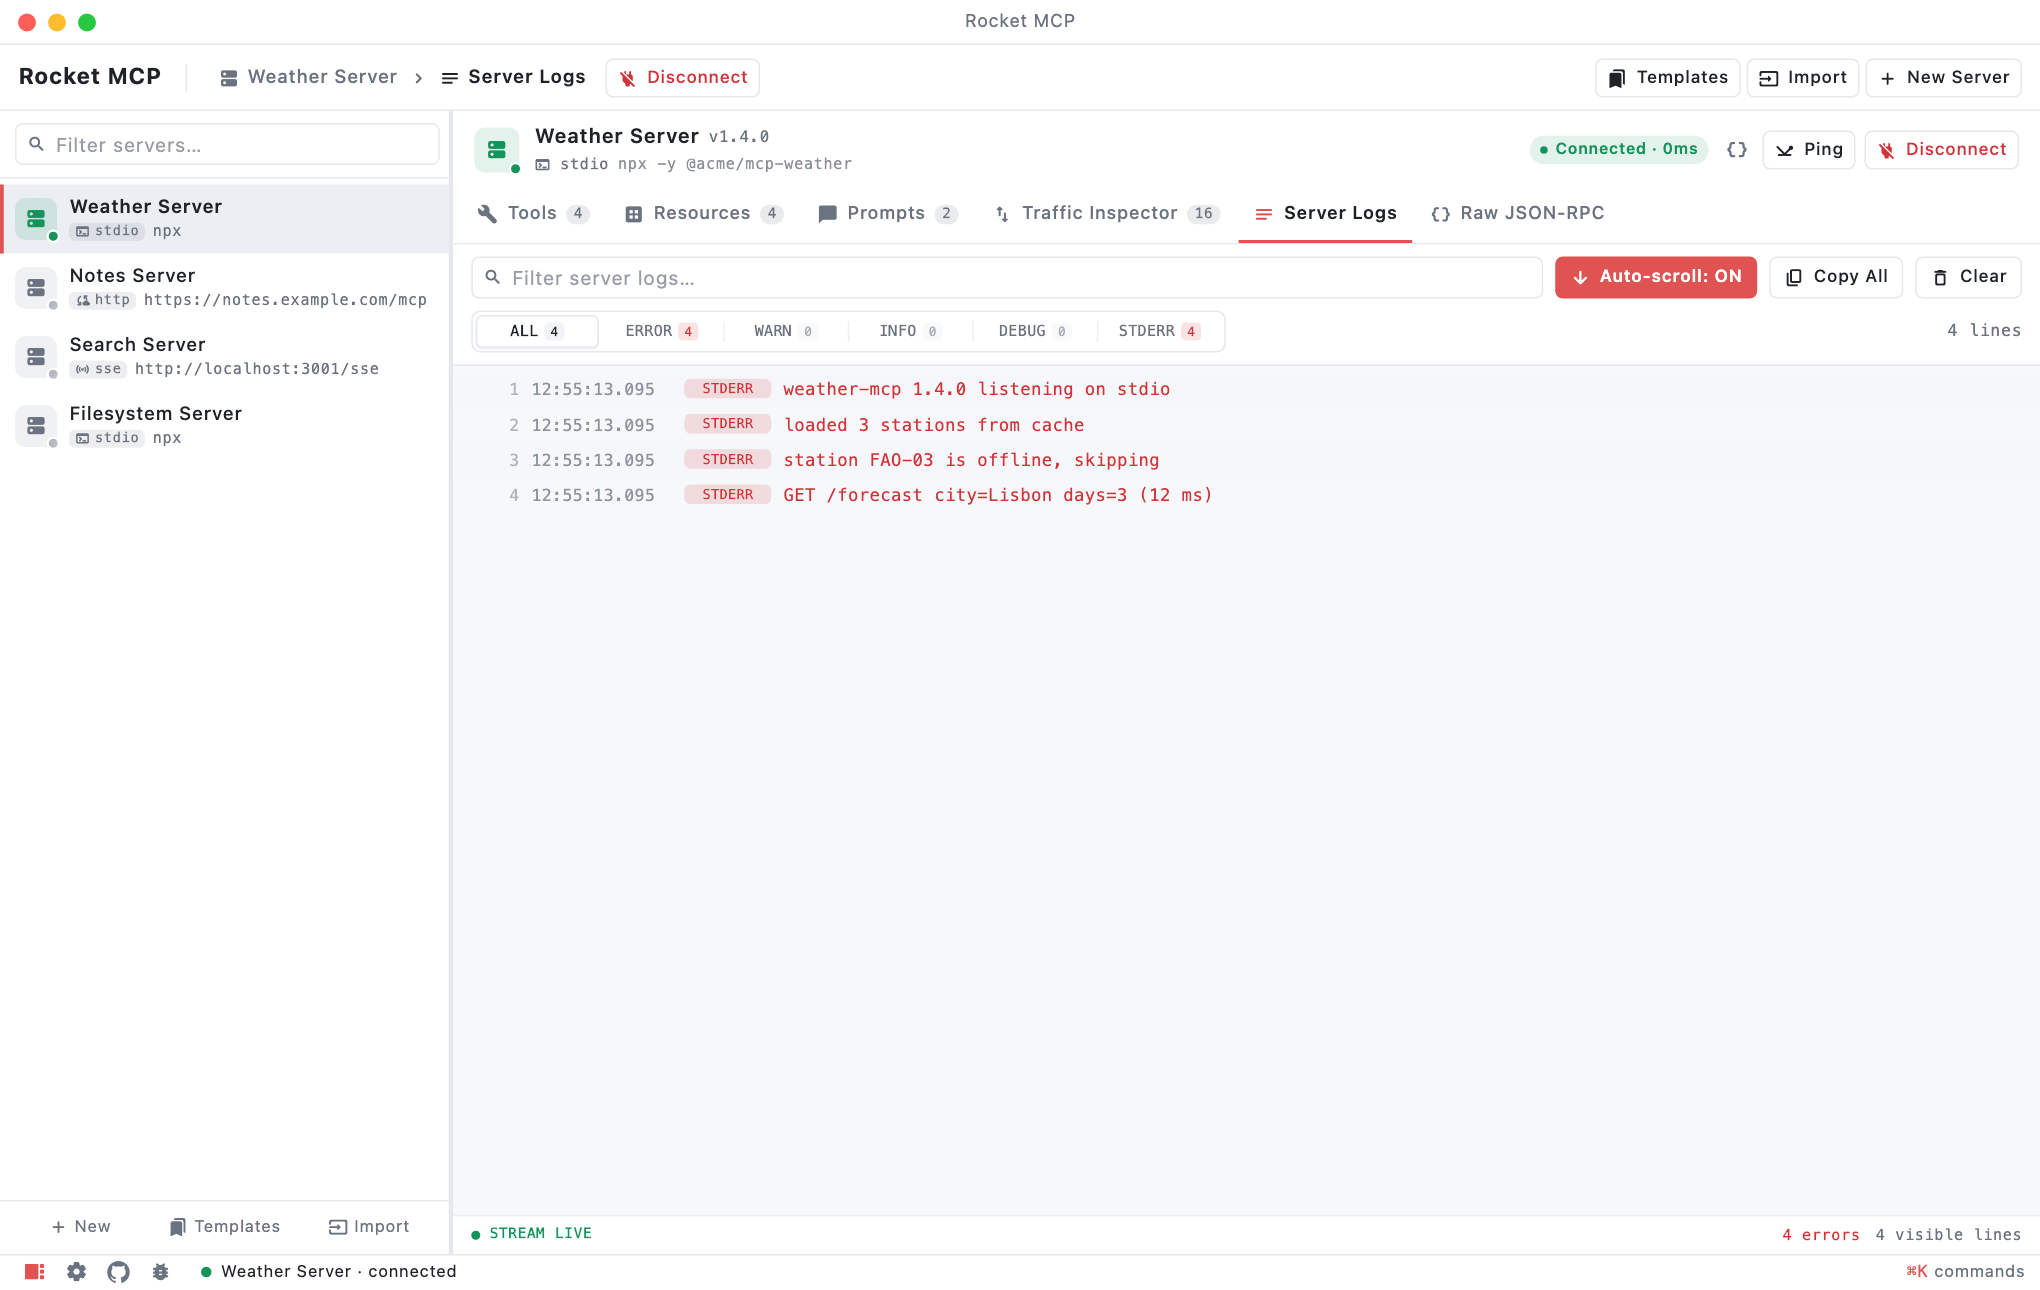 Rocket MCP
Rocket MCP
Weather Server › Server Logs
Disconnect
Templates
Import
+ New Server
Filter servers…
Weather Server
stdio npx
Notes Server
http https://notes.example.com/mcp
Search Server
sse http://localhost:3001/sse
Filesystem Server
stdio npx
+ New
Templates
Import
Weather Server v1.4.0
stdio npx -y @acme/mcp-weather
Connected · 0ms
{}
Ping
Disconnect
Tools 4
Resources 4
Prompts 2
Traffic Inspector 16
Server Logs
{} Raw JSON-RPC
Filter server logs…
Auto-scroll: ON
Copy All
Clear
ALL 4
ERROR 4
WARN 0
INFO 0
DEBUG 0
STDERR 4
4 lines
1 12:55:13.095 STDERR weather-mcp 1.4.0 listening on stdio
2 12:55:13.095 STDERR loaded 3 stations from cache
3 12:55:13.095 STDERR station FAO-03 is offline, skipping
4 12:55:13.095 STDERR GET /forecast city=Lisbon days=3 (12 ms)
STREAM LIVE
4 errors 4 visible lines
Weather Server · connected
⌘K commands